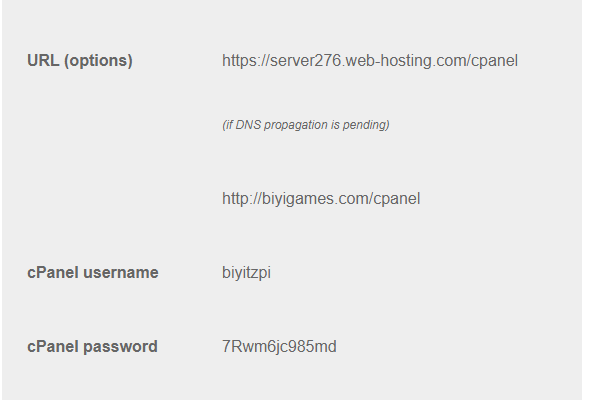 URL (options) https://server276.web-hosting.com/cpanel
(if DNS propagation is pending)
http://biyigames.com/cpanel
cPanel username biyitzpi
cPanel password 7Rwm6jc985md